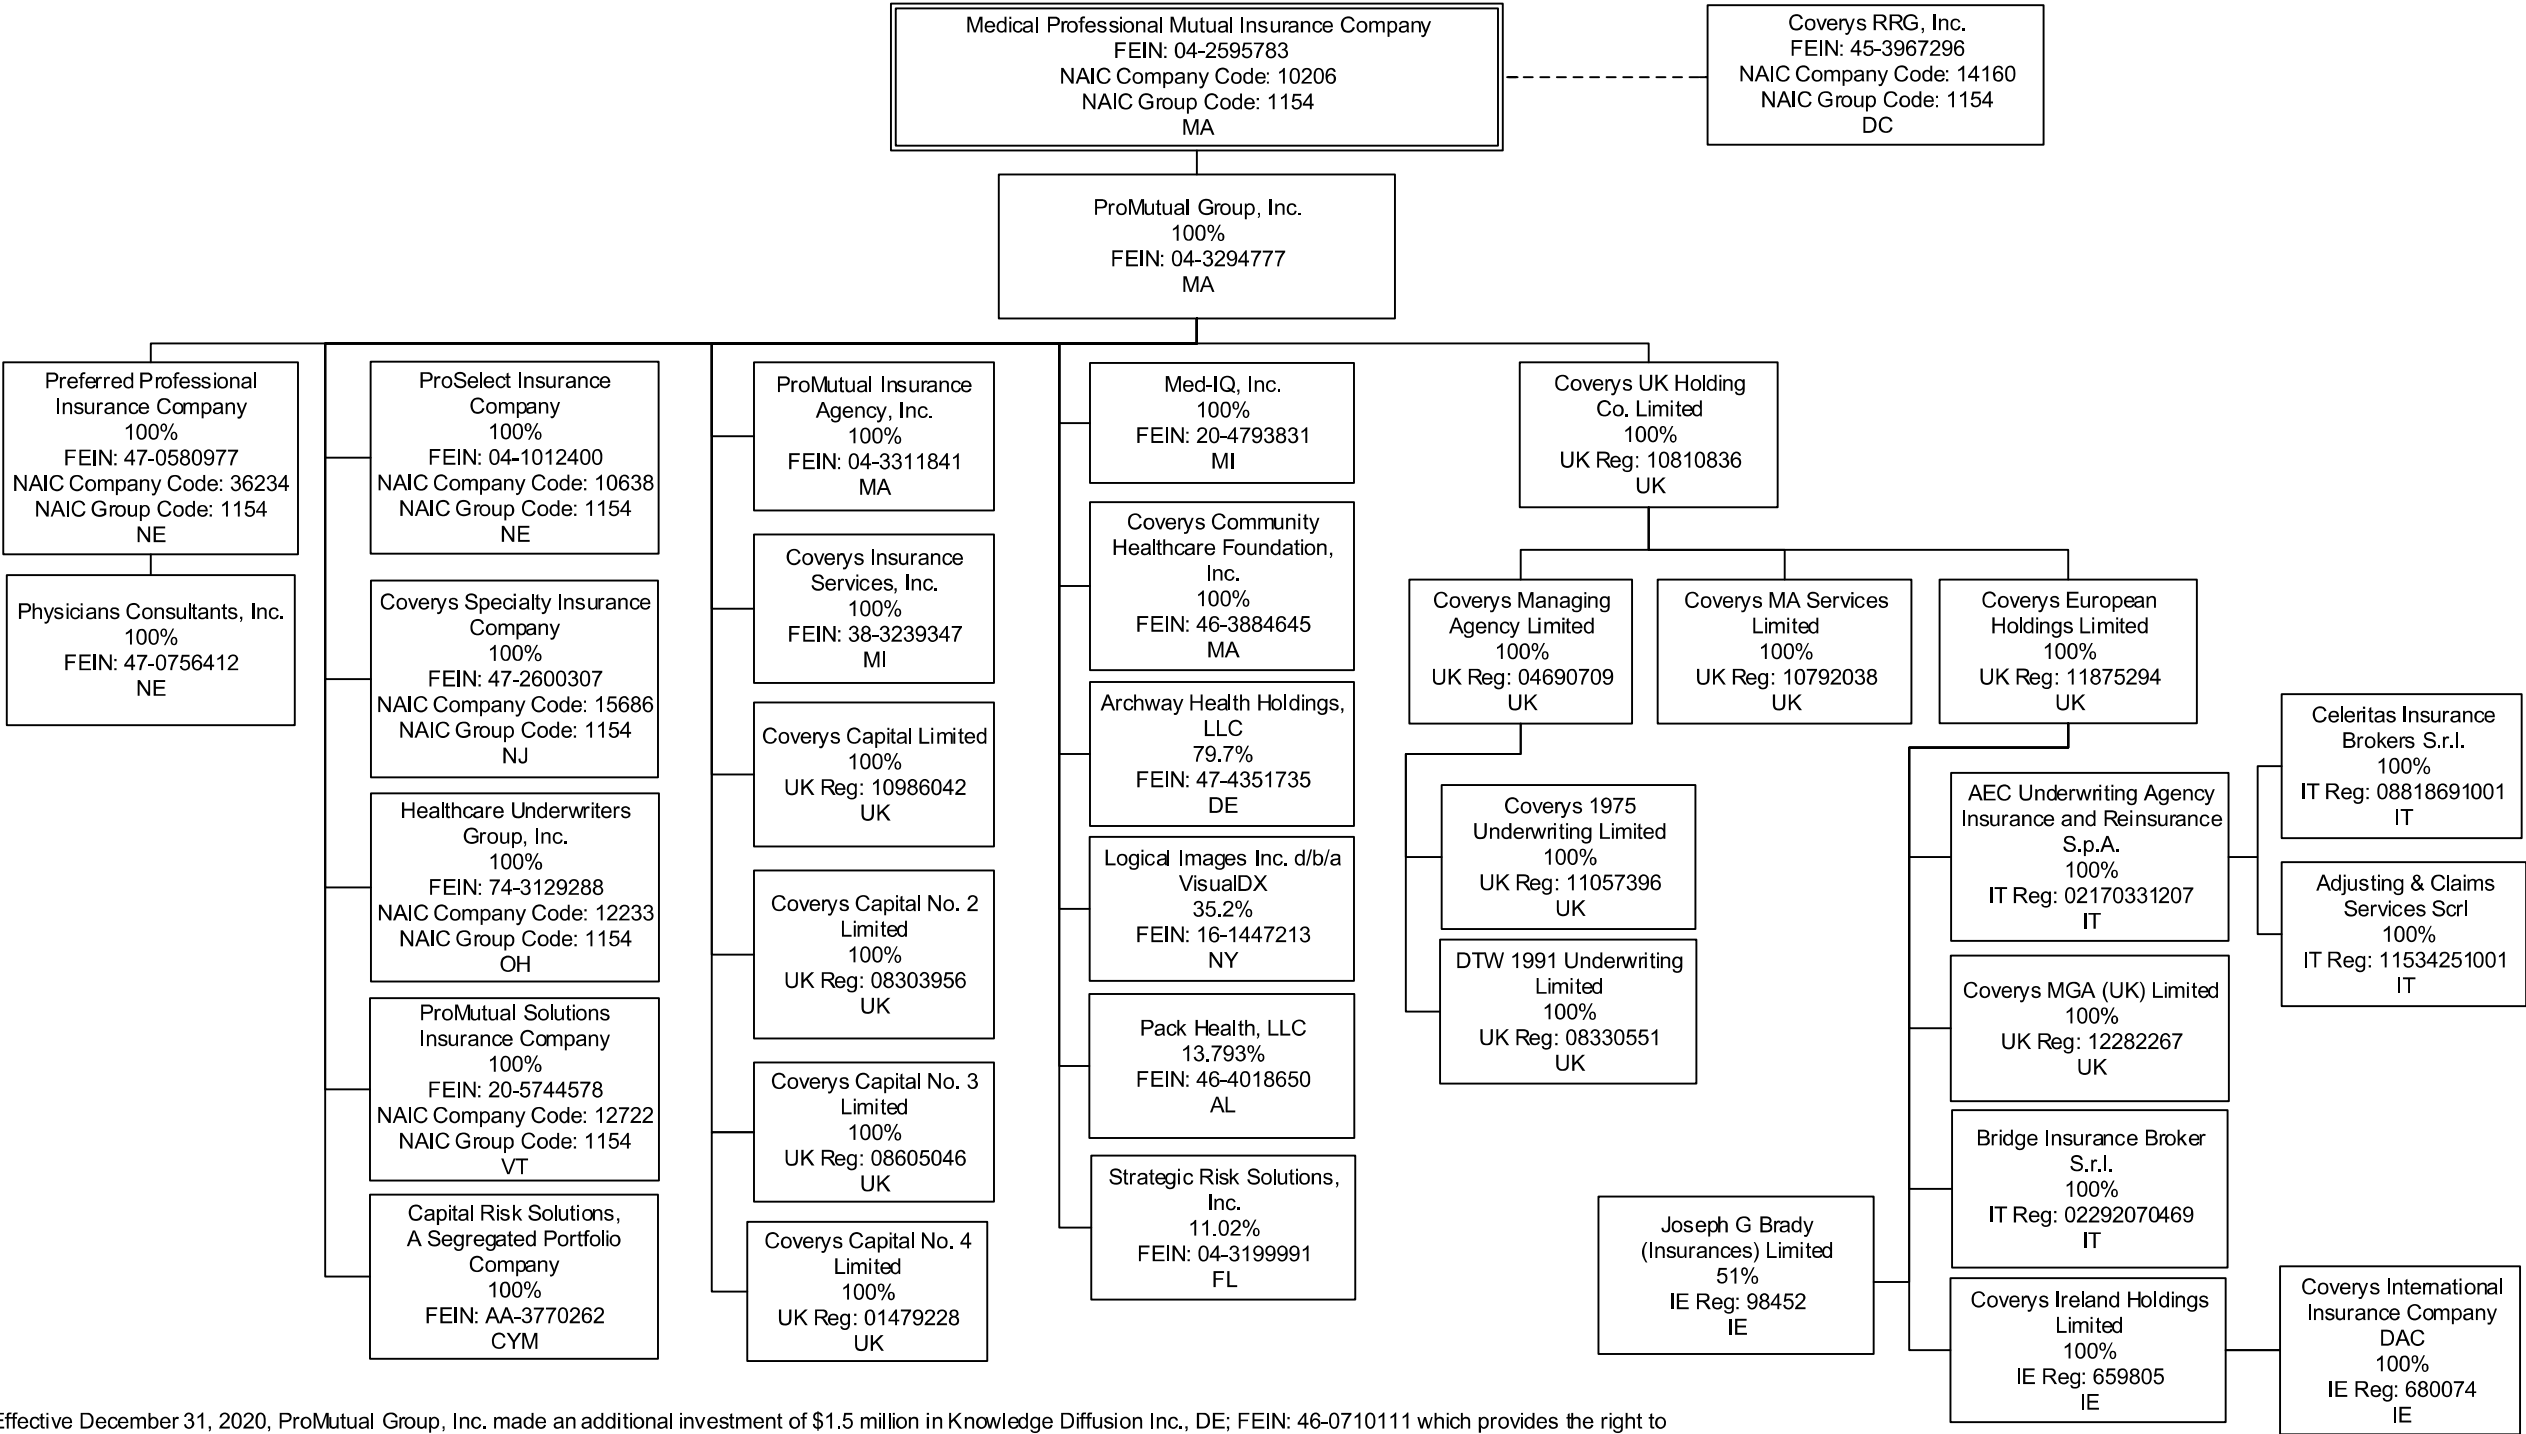 Medical Professional Mutual Insurance Company
FEIN: 04-2595783
NAIC Company Code: 10206
NAIC Group Code: 1154
MA
Coverys RRG, Inc.
FEIN: 45-3967296
NAIC Company Code: 14160
NAIC Group Code: 1154
DC
ProMutual Group, Inc.
100%
FEIN: 04-3294777
MA
Preferred Professional
Insurance Company
100%
FEIN: 47-0580977
NAIC Company Code: 36234
NAIC Group Code: 1154
NE
Physicians Consultants, Inc.
100%
FEIN: 47-0756412
NE
ProSelect Insurance
Company
100%
FEIN: 04-1012400
NAIC Company Code: 10638
NAIC Group Code: 1154
NE
Coverys Specialty Insurance
Company
100%
FEIN: 47-2600307
NAIC Company Code: 15686
NAIC Group Code: 1154
NJ
Healthcare Underwriters
Group, Inc.
100%
FEIN: 74-3129288
NAIC Company Code: 12233
NAIC Group Code: 1154
OH
ProMutual Solutions
Insurance Company
100%
FEIN: 20-5744578
NAIC Company Code: 12722
NAIC Group Code: 1154
VT
Capital Risk Solutions,
A Segregated Portfolio
Company
100%
FEIN: AA-3770262
CYM
ProMutual Insurance
Agency, Inc.
100%
FEIN: 04-3311841
MA
Coverys Insurance
Services, Inc.
100%
FEIN: 38-3239347
MI
Coverys Capital Limited
100%
UK Reg: 10986042
UK
Coverys Capital No. 2
Limited
100%
UK Reg: 08303956
UK
Coverys Capital No. 3
Limited
100%
UK Reg: 08605046
UK
Coverys Capital No. 4
Limited
100%
UK Reg: 01479228
UK
Med-IQ, Inc.
100%
FEIN: 20-4793831
MI
Coverys Community
Healthcare Foundation,
Inc.
100%
FEIN: 46-3884645
MA
Archway Health Holdings,
LLC
79.7%
FEIN: 47-4351735
DE
Logical Images Inc. d/b/a
VisualDX
35.2%
FEIN: 16-1447213
NY
Pack Health, LLC
13.793%
FEIN: 46-4018650
AL
Strategic Risk Solutions,
Inc.
11.02%
FEIN: 04-3199991
FL
Coverys UK Holding
Co. Limited
100%
UK Reg: 10810836
UK
Coverys Managing
Agency Limited
100%
UK Reg: 04690709
UK
Coverys MA Services
Limited
100%
UK Reg: 10792038
UK
Coverys European
Holdings Limited
100%
UK Reg: 11875294
UK
Coverys 1975
Underwriting Limited
100%
UK Reg: 11057396
UK
DTW 1991 Underwriting
Limited
100%
UK Reg: 08330551
UK
AEC Underwriting Agency
Insurance and Reinsurance
S.p.A.
100%
IT Reg: 02170331207
IT
Celeritas Insurance
Brokers S.r.l.
100%
IT Reg: 08818691001
IT
Adjusting & Claims
Services Scrl
100%
IT Reg: 11534251001
IT
Coverys MGA (UK) Limited
100%
UK Reg: 12282267
UK
Bridge Insurance Broker
S.r.l.
100%
IT Reg: 02292070469
IT
Joseph G Brady
(Insurances) Limited
51%
IE Reg: 98452
IE
Coverys Ireland Holdings
Limited
100%
IE Reg: 659805
IE
Coverys International
Insurance Company
DAC
100%
IE Reg: 680074
IE
Effective December 31, 2020, ProMutual Group, Inc. made an additional investment of $1.5 million in Knowledge Diffusion Inc., DE; FEIN: 46-0710111 which provides the right to